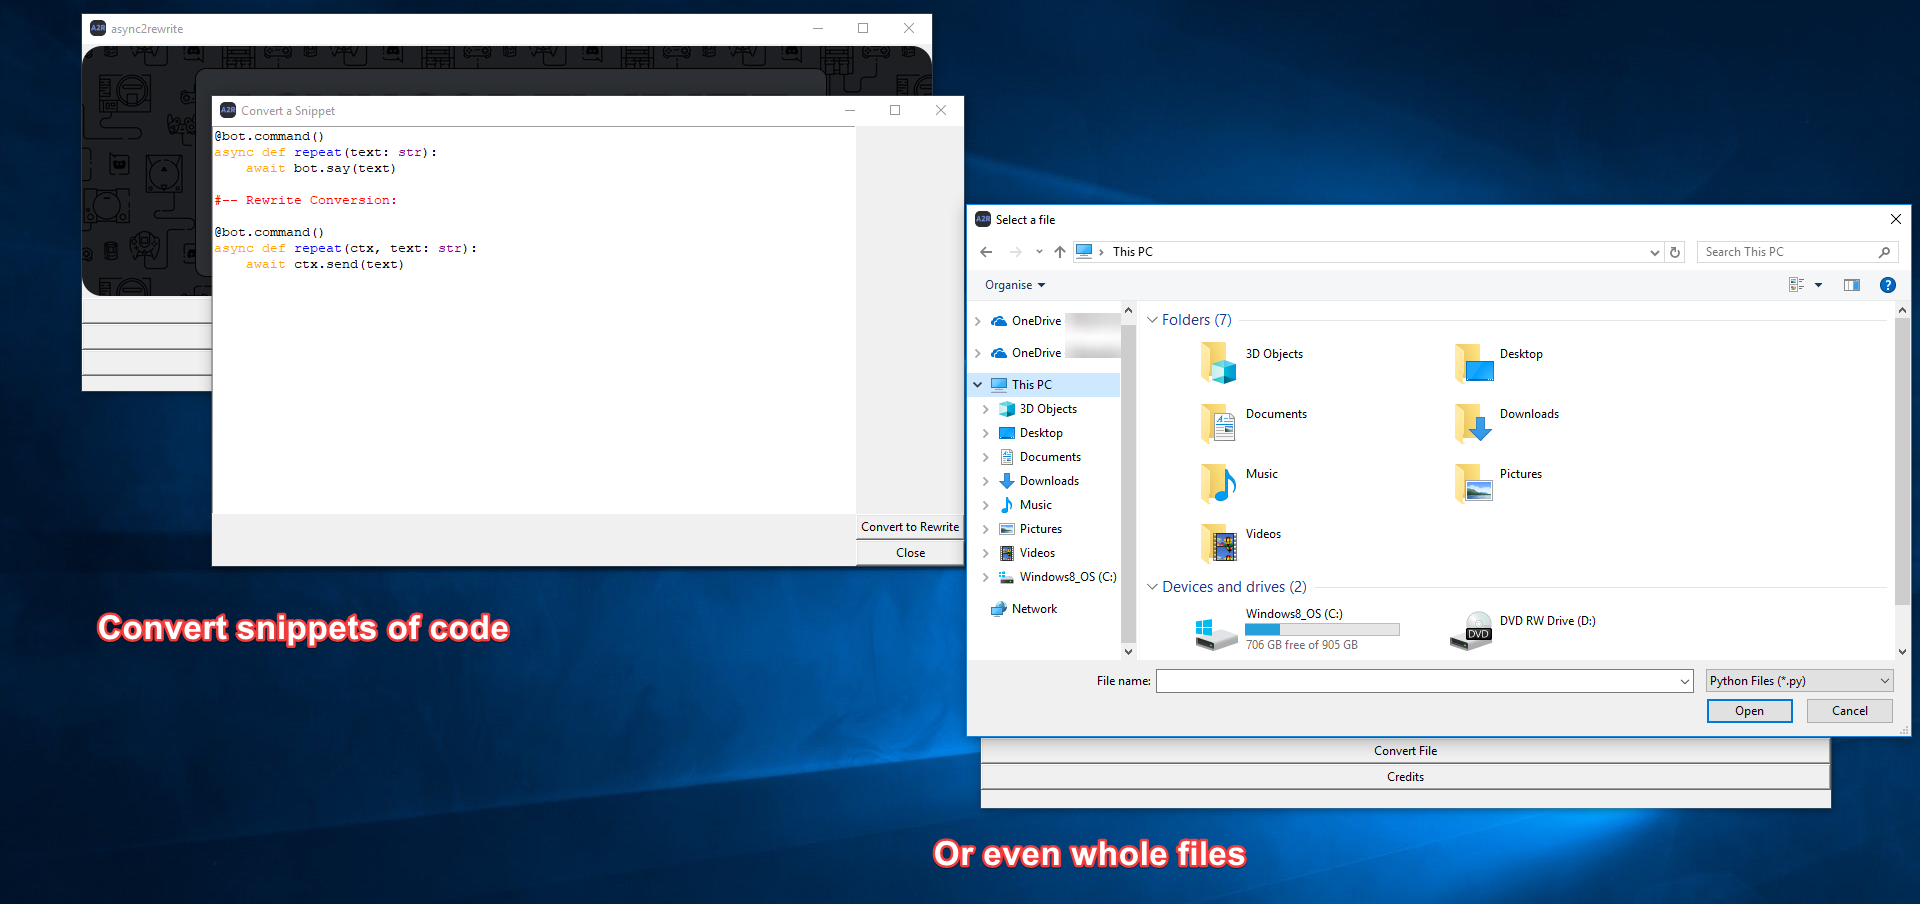 A2R async2rewrite
A2R Convert a Snippet
@bot.command()
async def repeat(text: str):
    await bot.say(text)
#-- Rewrite Conversion:
@bot.command()
async def repeat(ctx, text: str):
    await ctx.send(text)
Convert to Rewrite
Close
Convert snippets of code
A2R Select a file
This PC
Search This PC
Organise
OneDrive
OneDrive
This PC
3D Objects
Desktop
Documents
Downloads
Music
Pictures
Videos
Windows8_OS (C:)
Network
Folders (7)
3D Objects
Desktop
Documents
Downloads
Music
Pictures
Videos
Devices and drives (2)
Windows8_OS (C:)
706 GB free of 905 GB
DVD
DVD RW Drive (D:)
File name:
Python Files (*.py)
Open
Cancel
Convert File
Credits
Or even whole files